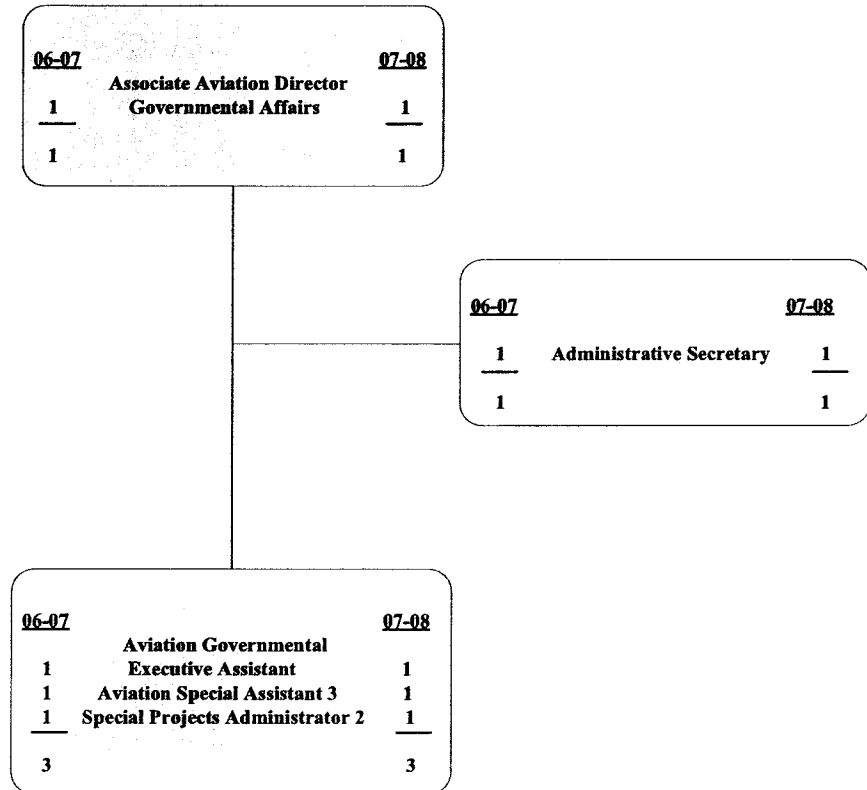 06-07 07-08
Associate Aviation Director
1 Governmental Affairs 1
1 1
06-07 07-08
1 Administrative Secretary 1
1 1
06-07 07-08
Aviation Governmental
1 Executive Assistant 1
1 Aviation Special Assistant 3 1
1 Special Projects Administrator 2 1
3 3